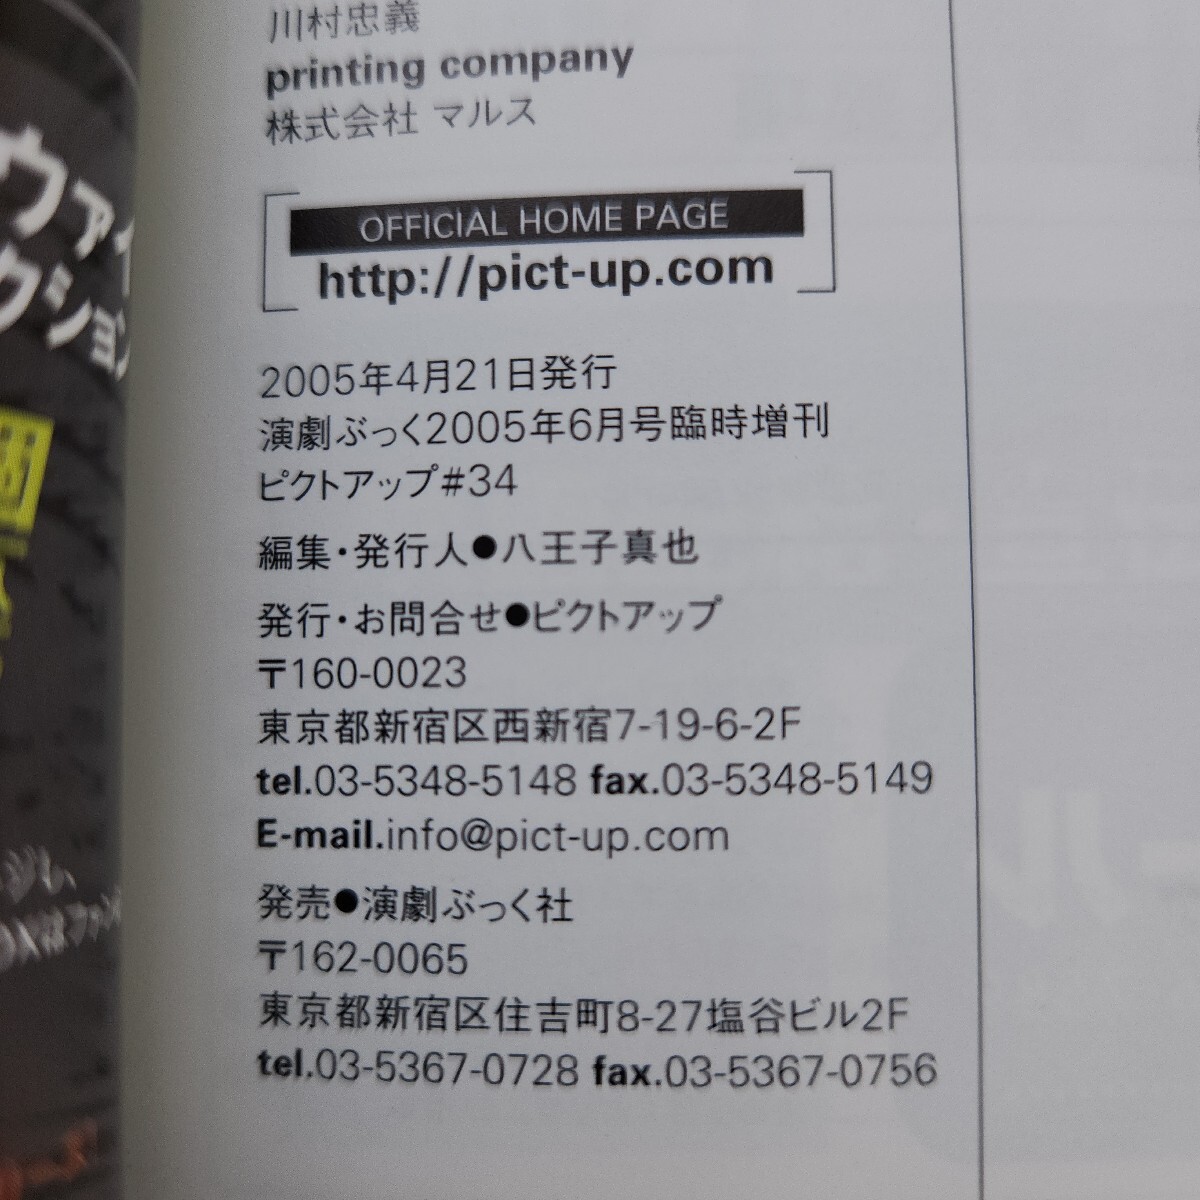 川村忠義
printing company
株式会社 マルス
OFFICIAL HOME PAGE
http://pict-up.com
2005年4月21日発行
演劇ぶっく2005年6月号臨時増刊
ピクトアップ#34
編集・発行人●八王子真也
発行・お問合せ●ピクトアップ
〒160-0023
東京都新宿区西新宿7-19-6-2F
tel.03-5348-5148 fax.03-5348-5149
E-mail.info@pict-up.com
発売●演劇ぶっく社
〒162-0065
東京都新宿区住吉町8-27塩谷ビル2F
tel.03-5367-0728 fax.03-5367-0756
ウァイ
クション